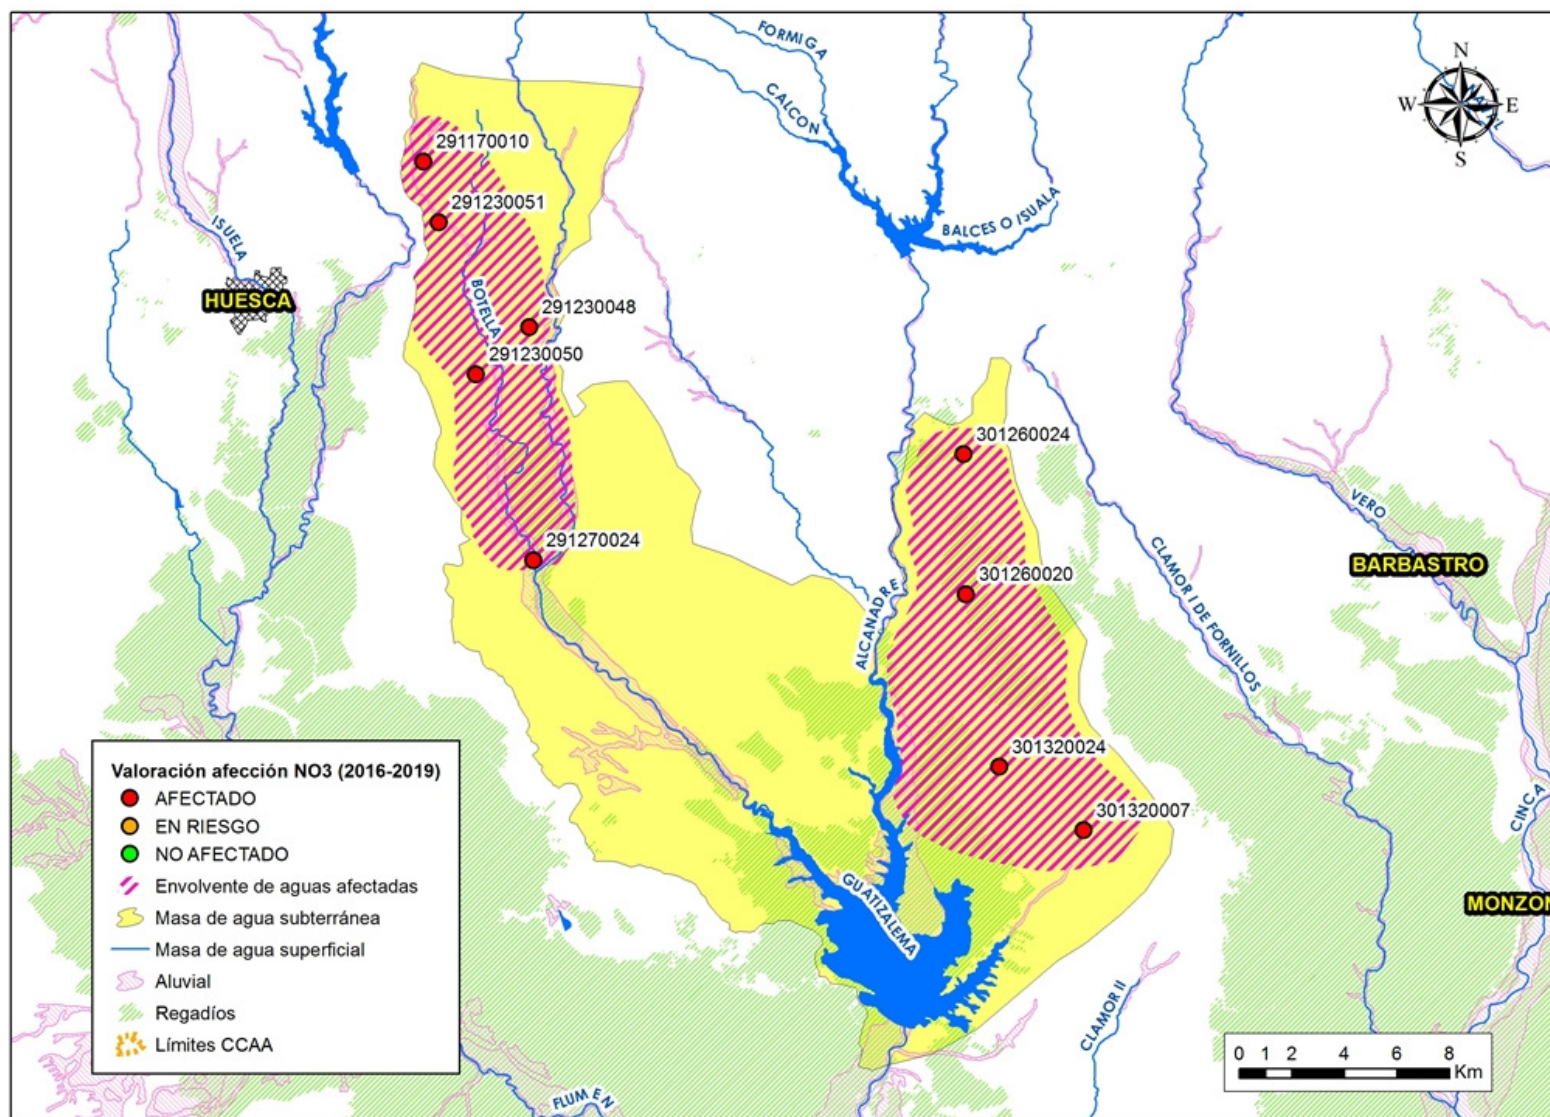 FORMIGA
CALCON
N
W
E
S
291170010
291230051
ISUELA
BALCES O ISUALA
HUESCA
BOTELLA
291230048
291230050
301260024
VERO
291270024
CLAMOR I DE FORNILLOS
BARBASTRO
301260020
ALCANADRE
301320024
301320007
CINCA
GUATIZALEMA
MONZON
CLAMOR II
FLUMEN
Valoración afección NO3 (2016-2019)
AFECTADO
EN RIESGO
NO AFECTADO
Envolvente de aguas afectadas
Masa de agua subterránea
Masa de agua superficial
Aluvial
Regadíos
Límites CCAA
0 1 2 4 6 8
Km